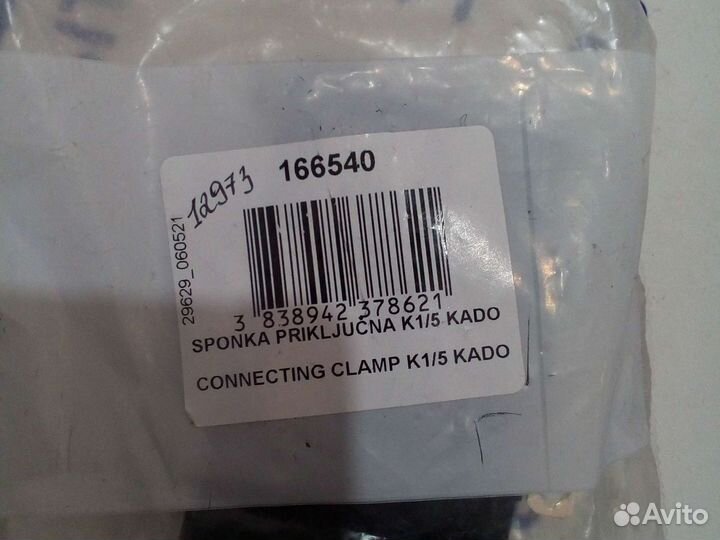 12973
166540
29629_060521
3 838942 378621
SPONKA PRIKLJUČNA K1/5 KADO
CONNECTING CLAMP K1/5 KADO
Avito